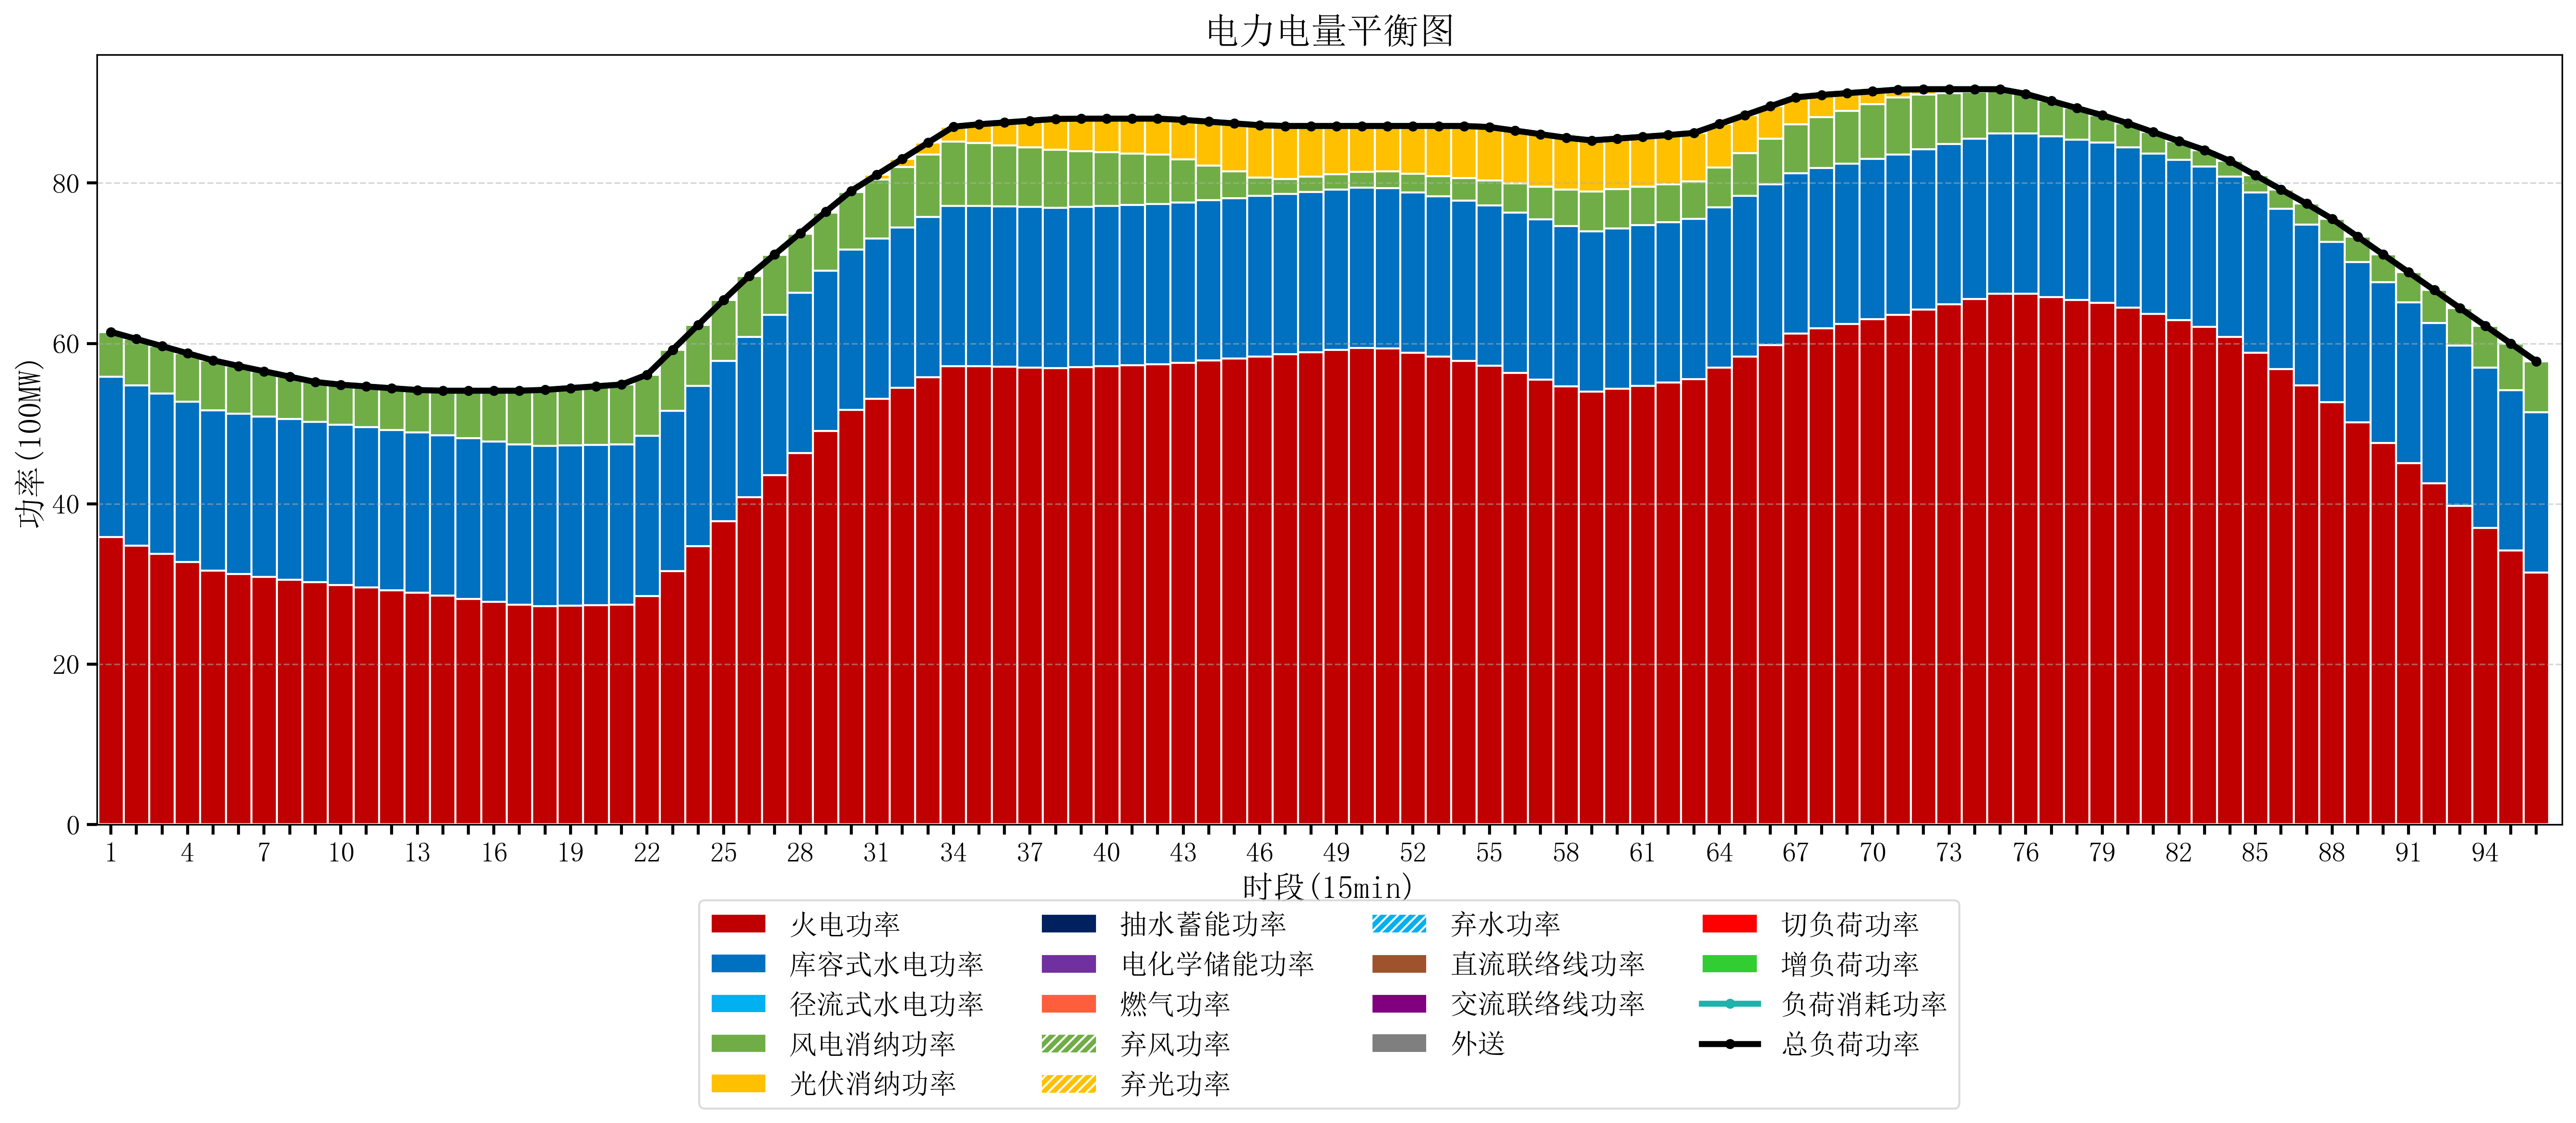 电力电量平衡图
功率(100MW)
80
60
40
20
0
1 4 7 10 13 16 19 22 25 28 31 34 37 40 43 46 49 52 55 58 61 64 67 70 73 76 79 82 85 88 91 94
时段(15min)
火电功率 抽水蓄能功率 弃水功率 切负荷功率
库容式水电功率 电化学储能功率 直流联络线功率 增负荷功率
径流式水电功率 燃气功率 交流联络线功率 负荷消耗功率
风电消纳功率 弃风功率 外送 总负荷功率
光伏消纳功率 弃光功率